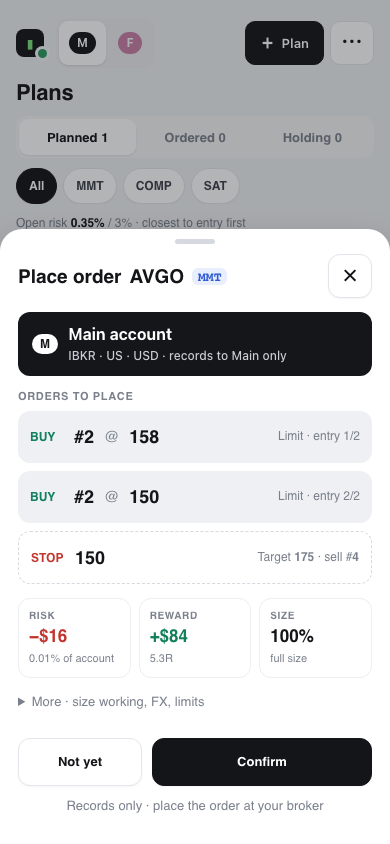 M
F
+ Plan
...
Plans
Planned 1
Ordered 0
Holding 0
All
MMT
COMP
SAT
Open risk 0.35% / 3% · closest to entry first
Place order AVGO MMT
M
Main account
IBKR · US · USD · records to Main only
ORDERS TO PLACE
BUY #2 @ 158 Limit · entry 1/2
BUY #2 @ 150 Limit · entry 2/2
STOP 150 Target 175 · sell #4
RISK
−$16
0.01% of account
REWARD
+$84
5.3R
SIZE
100%
full size
More · size working, FX, limits
Not yet
Confirm
Records only · place the order at your broker